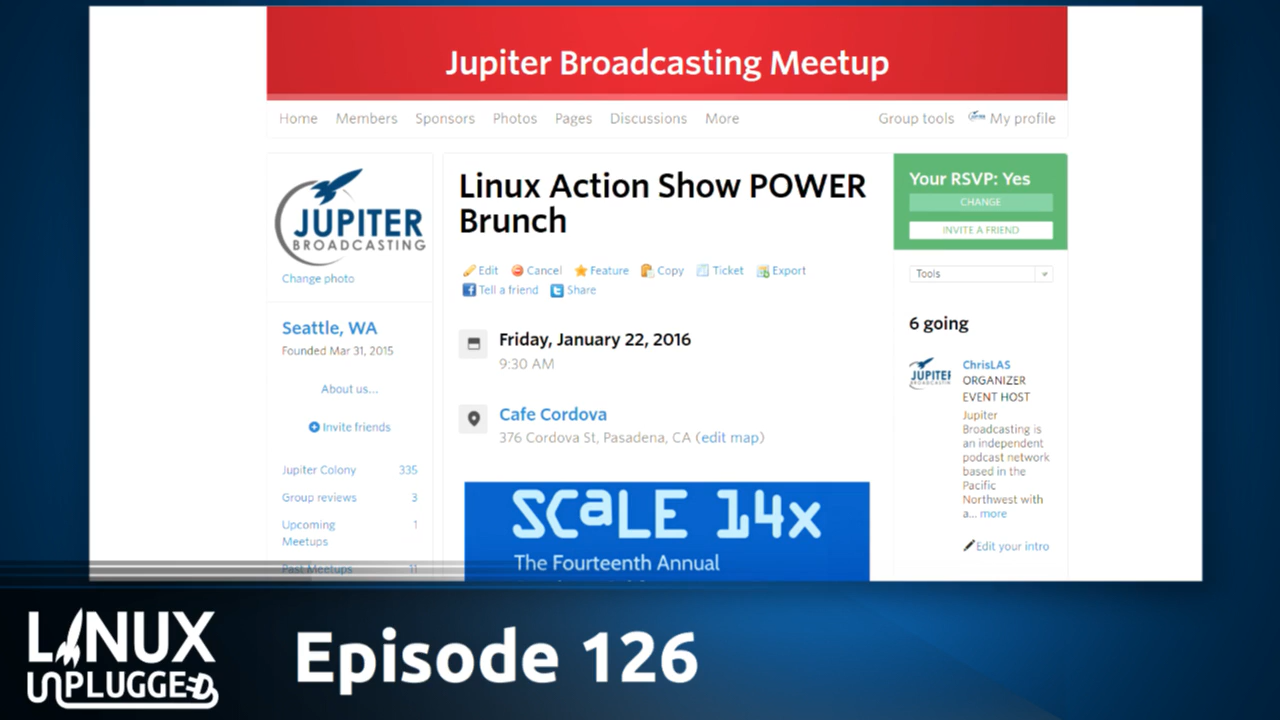 Jupiter Broadcasting Meetup
Home Members Sponsors Photos Pages Discussions More Group tools My profile
JUPITER
BROADCASTING
Change photo
Seattle, WA
Founded Mar 31, 2015
About us...
Invite friends
Jupiter Colony 335
Group reviews 3
Upcoming
Meetups 1
Past Meetups 11
Linux Action Show POWER
Brunch
Edit Cancel Feature Copy Ticket Export
Tell a friend Share
Friday, January 22, 2016
9:30 AM
Cafe Cordova
376 Cordova St, Pasadena, CA (edit map)
SCaLE 14x
The Fourteenth Annual
Your RSVP: Yes
CHANGE
INVITE A FRIEND
Tools
6 going
JUPITER
ChrisLAS
ORGANIZER
EVENT HOST
Jupiter
Broadcasting is
an independent
podcast network
based in the
Pacific
Northwest with
a... more
Edit your intro
LINUX
UNPLUGGED
Episode 126